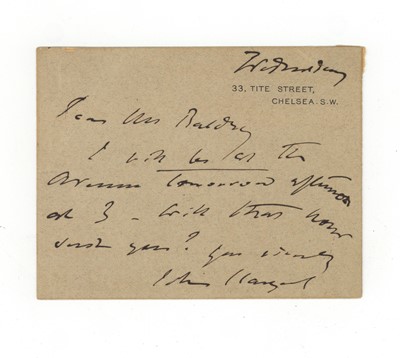 Wednesday
33, TITE STREET,
CHELSEA. S.W.
Dear Mrs
I will be at the
Avenue tomorrow afternoon
at 3 - will that hour
suit you? yrs sincerely
John Sargent